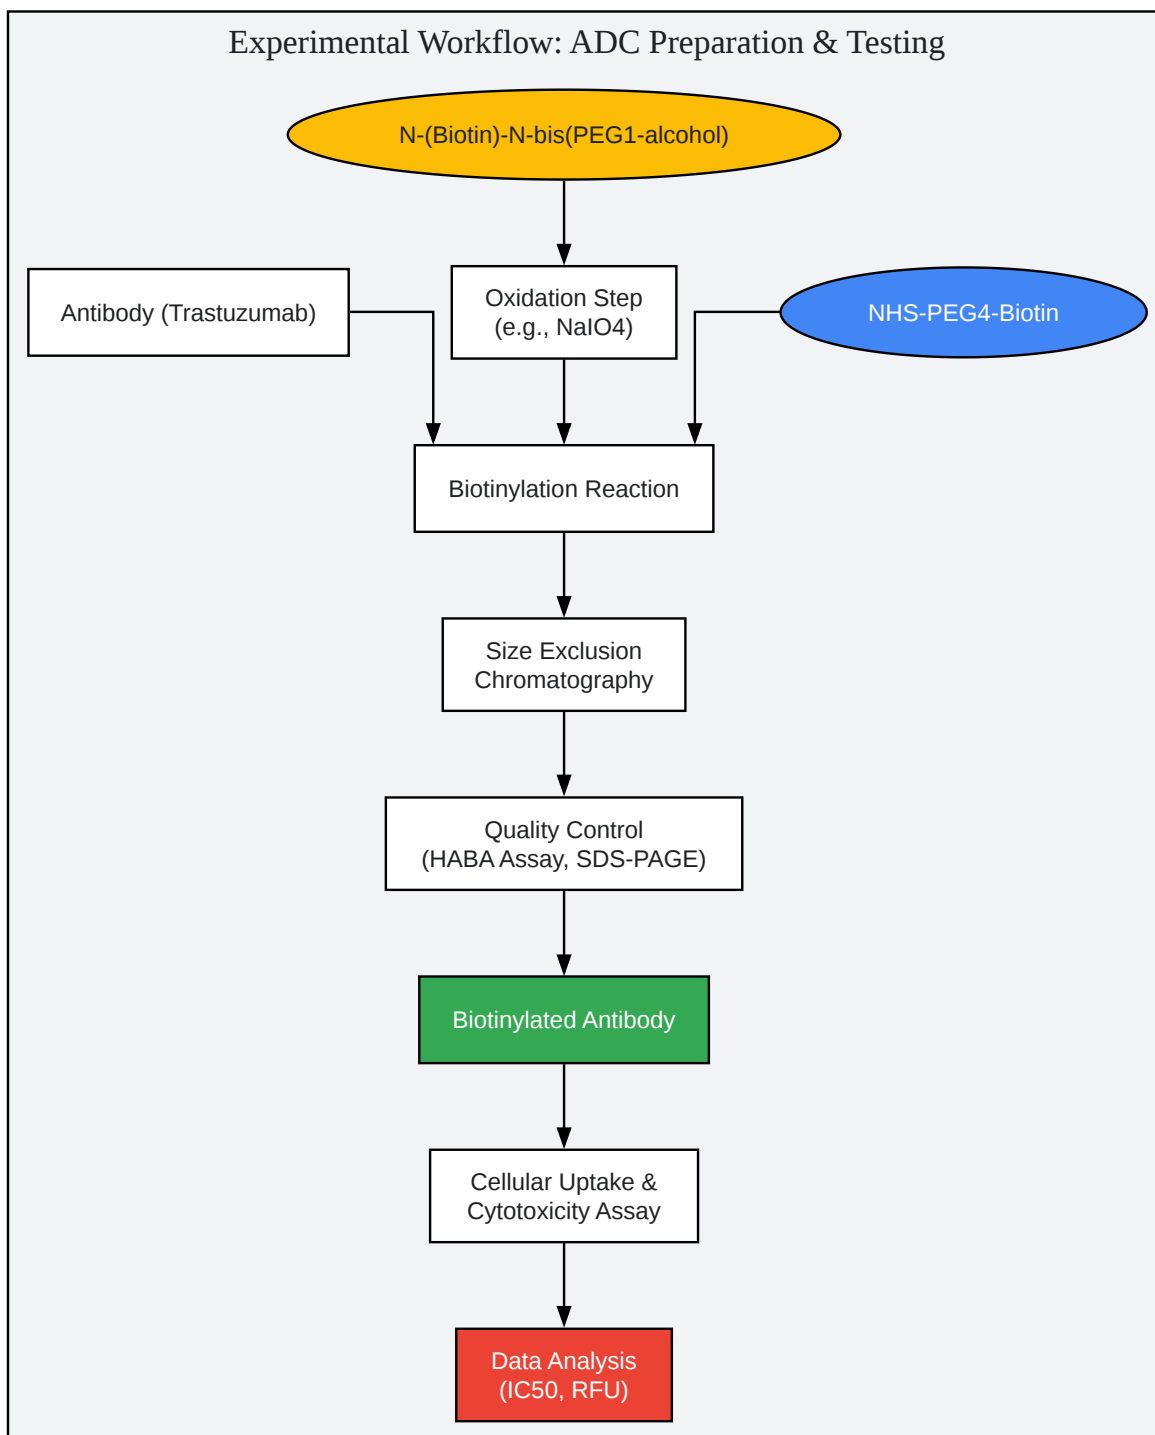 Experimental Workflow: ADC Preparation & Testing
N-(Biotin)-N-bis(PEG1-alcohol)
Antibody (Trastuzumab)
Oxidation Step
(e.g., NaIO4)
NHS-PEG4-Biotin
Biotinylation Reaction
Size Exclusion
Chromatography
Quality Control
(HABA Assay, SDS-PAGE)
Biotinylated Antibody
Cellular Uptake &
Cytotoxicity Assay
Data Analysis
(IC50, RFU)